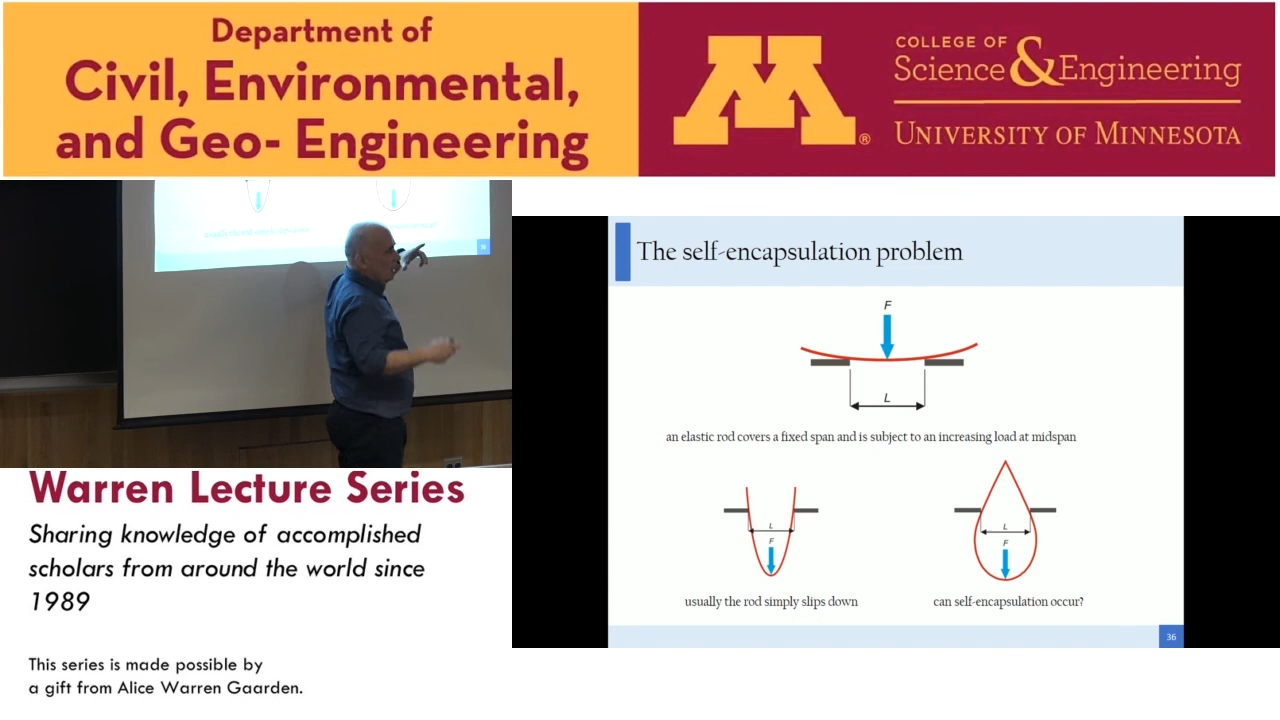 Department of
Civil, Environmental,
and Geo- Engineering
M®
COLLEGE OF
Science & Engineering
UNIVERSITY OF MINNESOTA
The self-encapsulation problem
F
L
an elastic rod covers a fixed span and is subject to an increasing load at midspan
L
F
L
F
usually the rod simply slips down
can self-encapsulation occur?
36
Warren Lecture Series
Sharing knowledge of accomplished
scholars from around the world since
1989
This series is made possible by
a gift from Alice Warren Gaarden.